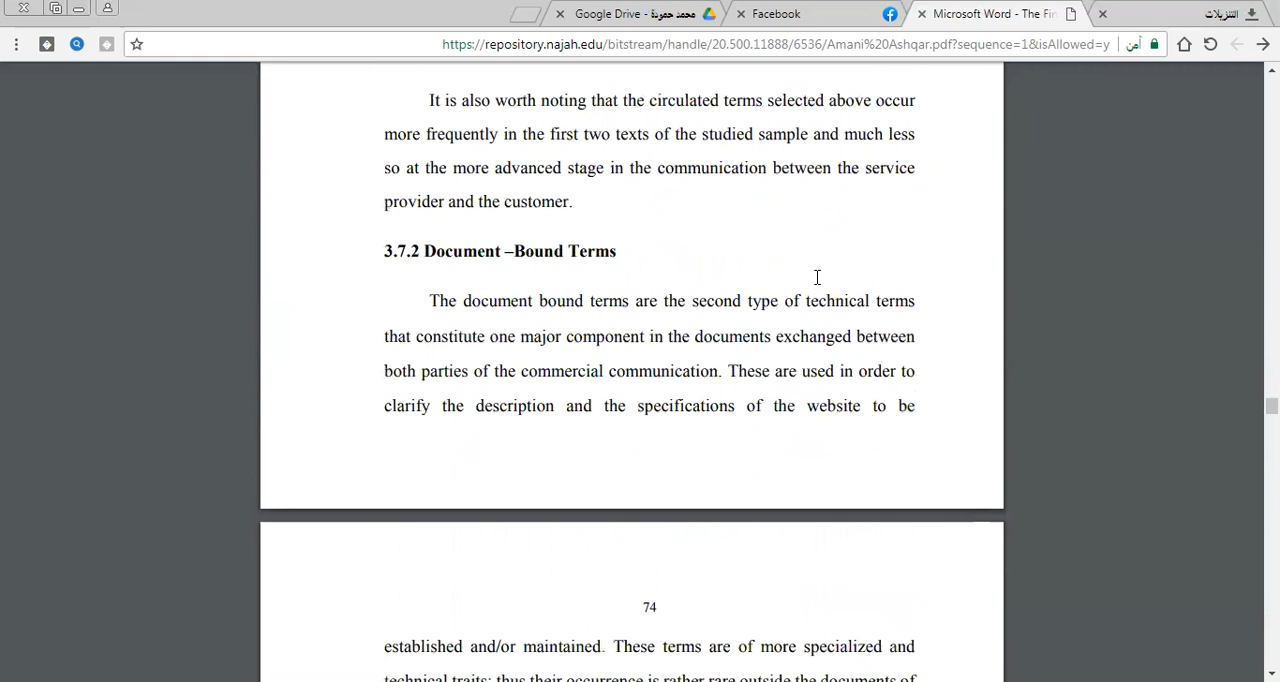 Google Drive - محمد حمودة
Facebook
Microsoft Word - The Fin
التنزيلات
https://repository.najah.edu/bitstream/handle/20.500.11888/6536/Amani%20Ashqar.pdf?sequence=1&isAllowed=y
آمن
It is also worth noting that the circulated terms selected above occur
more frequently in the first two texts of the studied sample and much less
so at the more advanced stage in the communication between the service
provider and the customer.
3.7.2 Document –Bound Terms
The document bound terms are the second type of technical terms
that constitute one major component in the documents exchanged between
both parties of the commercial communication. These are used in order to
clarify the description and the specifications of the website to be
74
established and/or maintained. These terms are of more specialized and
technical traits; thus their occurrence is rather rare outside the documents of